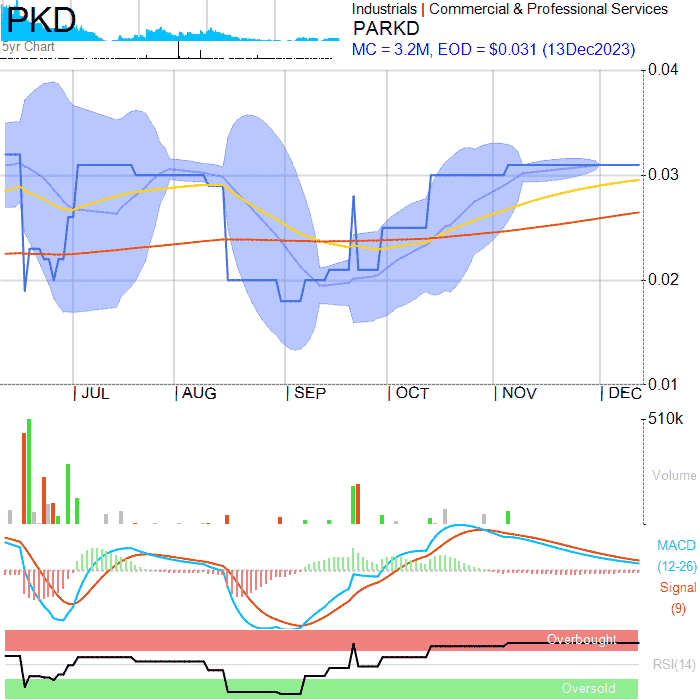 PKD
5yr Chart
Industrials | Commercial & Professional Services
PARKD
MC = 3.2M, EOD = $0.031 (13Dec2023)
0.04
0.03
0.02
0.01
| JUL | AUG | SEP | OCT | NOV | DEC
510k
Volume
MACD
(12-26)
Signal
(9)
Overbought
RSI(14)
Oversold